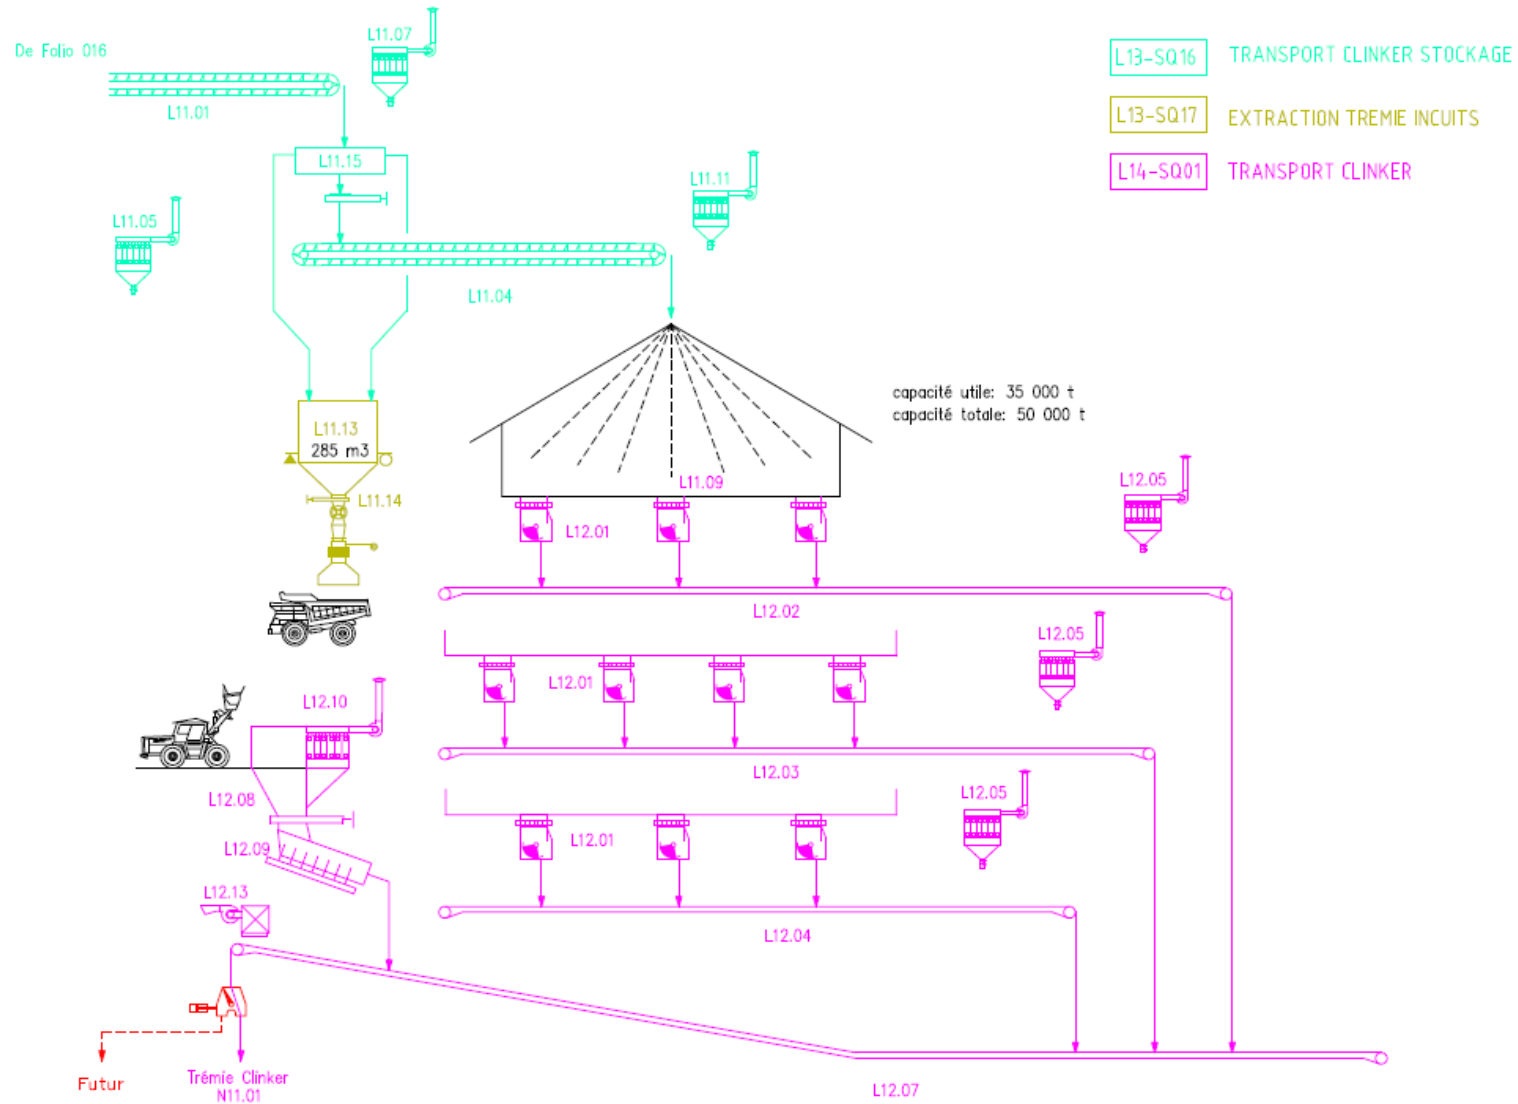 De Folio 016
L11.07
L13-SQ16 TRANSPORT CLINKER STOCKAGE
L11.01
L13-SQ17 EXTRACTION TREMIE INCUITS
L11.15
L14-SQ01 TRANSPORT CLINKER
L11.11
L11.05
L11.04
capacité utile: 35 000 t
capacité totale: 50 000 t
L11.13
285 m3
L11.09
L12.05
L11.14
L12.01
L12.02
L12.05
L12.01
L12.10
L12.03
L12.08
L12.05
L12.01
L12.09
L12.13
L12.04
Futur
Trémie Clinker
N11.01
L12.07